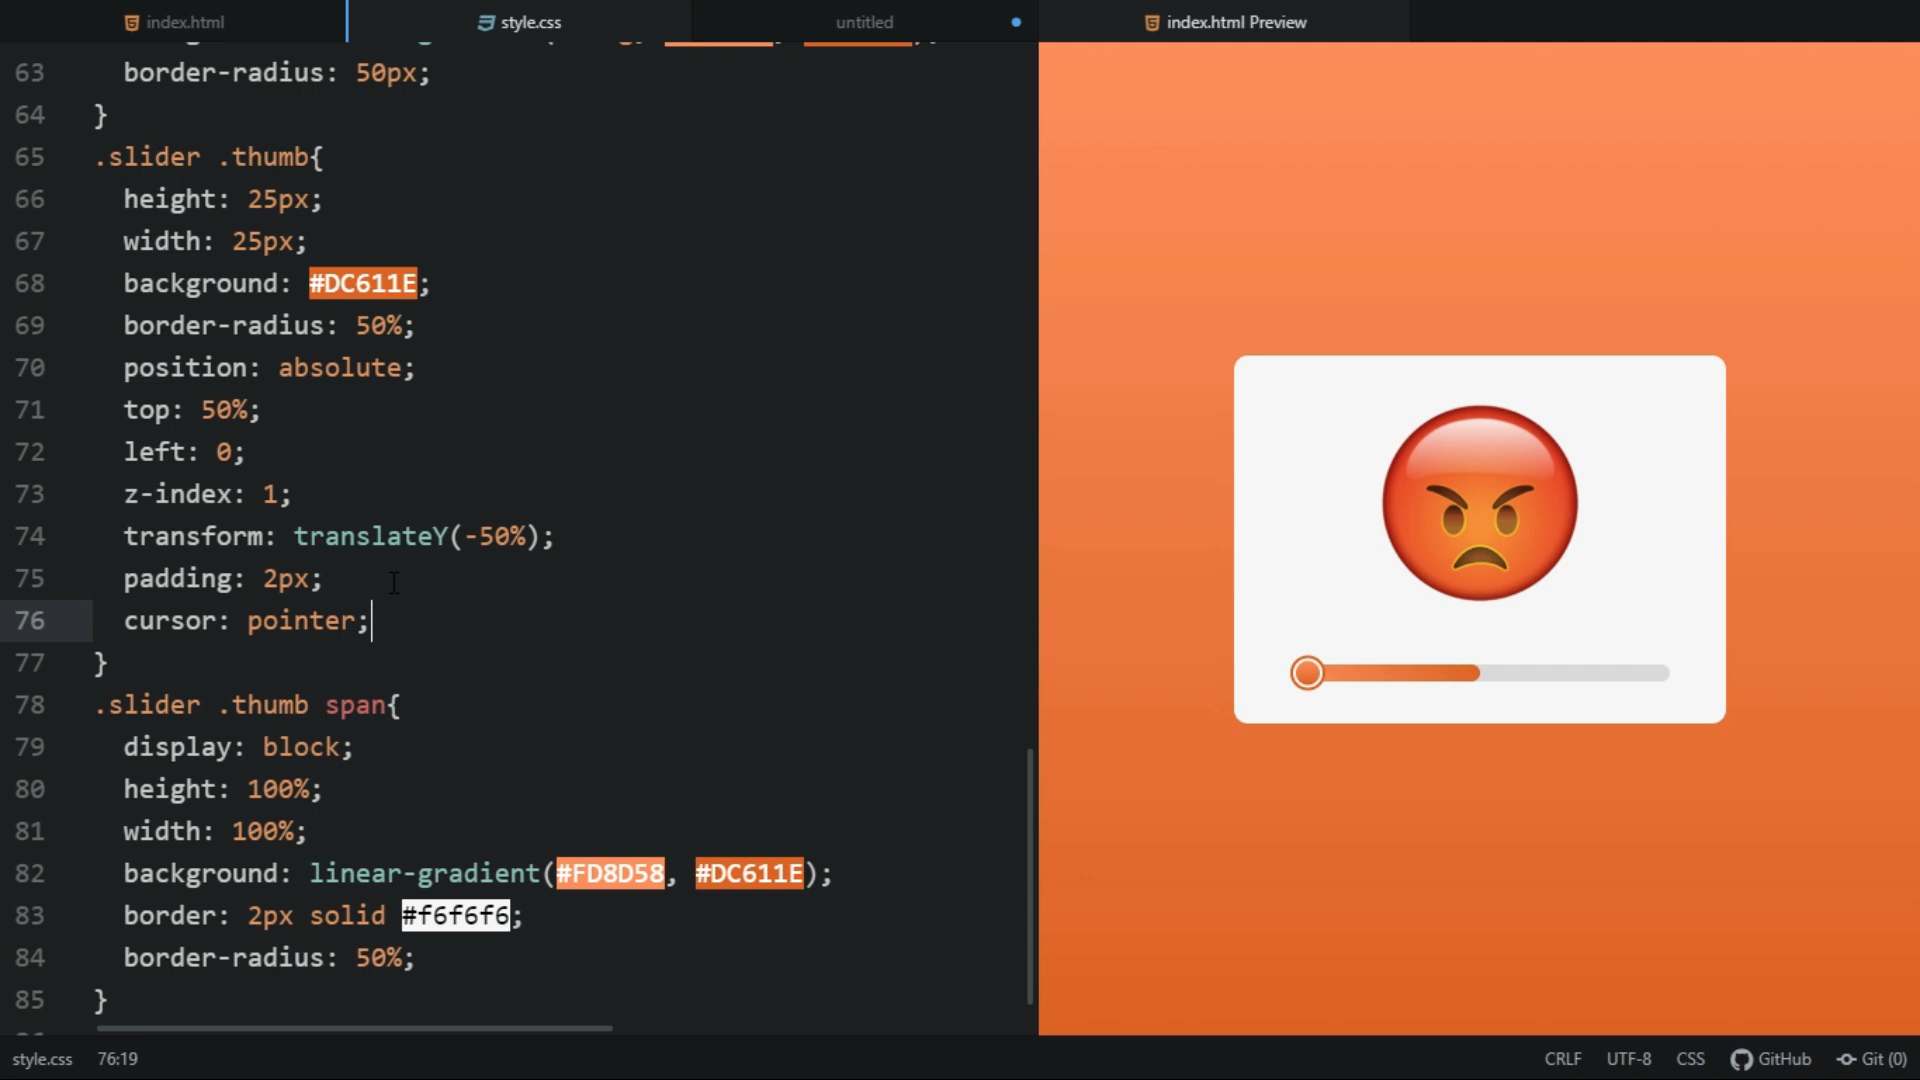 index.html
style.css
untitled
index.html Preview
63 border-radius: 50px;
64 }
65 .slider .thumb{
66 height: 25px;
67 width: 25px;
68 background: #DC611E;
69 border-radius: 50%;
70 position: absolute;
71 top: 50%;
72 left: 0;
73 z-index: 1;
74 transform: translateY(-50%);
75 padding: 2px;
76 cursor: pointer;
77 }
78 .slider .thumb span{
79 display: block;
80 height: 100%;
81 width: 100%;
82 background: linear-gradient(#FD8D58, #DC611E);
83 border: 2px solid #f6f6f6;
84 border-radius: 50%;
85 }
style.css 76:19 CRLF UTF-8 CSS GitHub Git (0)